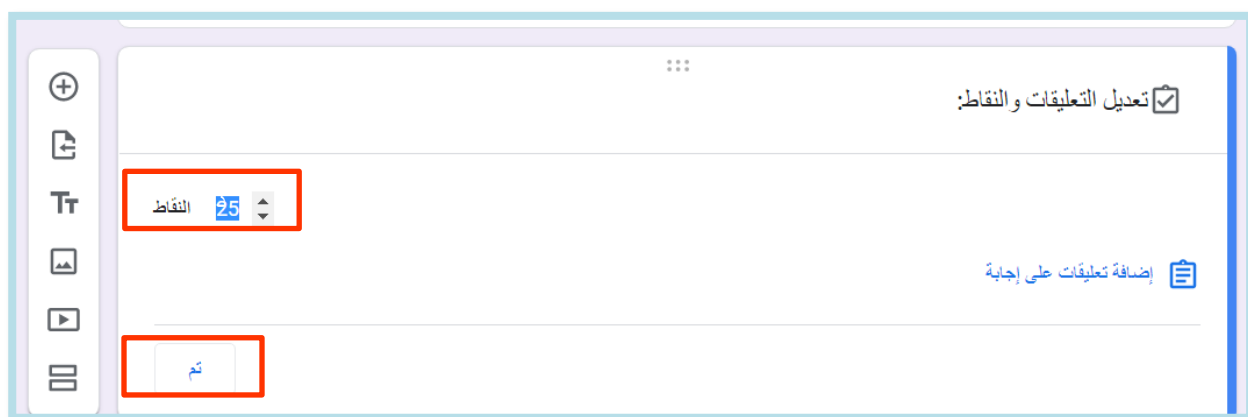 تعديل التعليقات والنقاط:
25 النقاط
إضافة تعليقات على إجابة
تم